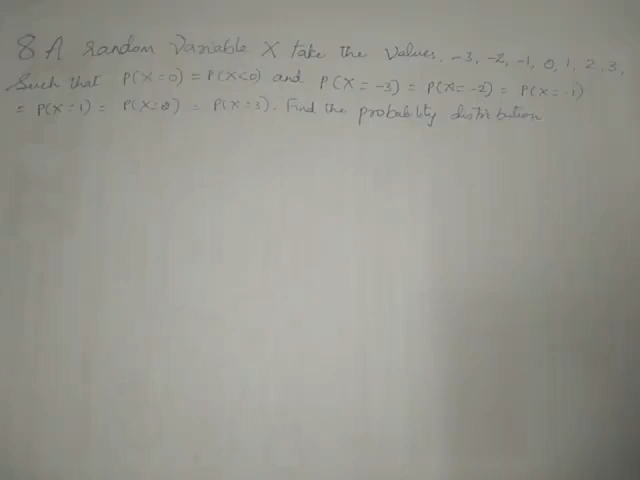 8 A random Variable X take the Values, -3, -2, -1, 0, 1, 2, 3,
Such that P(X=0) = P(X<0) and P(X=-3) = P(X=-2) = P(X=-1)
= P(X=1) = P(X=0) = P(X=3). Find the probability distribution